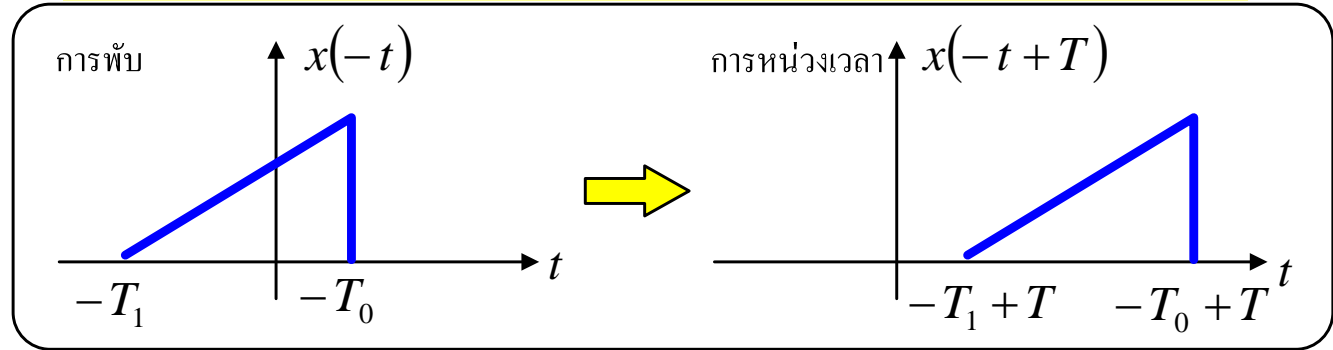 การพับ
x(−t)
t
−T₁
−T₀
การหน่วงเวลา
x(−t + T)
t
−T₁ + T
−T₀ + T